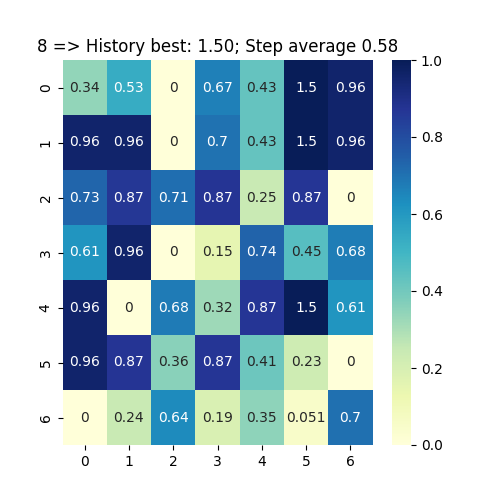 8 => History best: 1.50; Step average 0.58
0 0.34 0.53 0 0.67 0.43 1.5 0.96
1 0.96 0.96 0 0.7 0.43 1.5 0.96
2 0.73 0.87 0.71 0.87 0.25 0.87 0
3 0.61 0.96 0 0.15 0.74 0.45 0.68
4 0.96 0 0.68 0.32 0.87 1.5 0.61
5 0.96 0.87 0.36 0.87 0.41 0.23 0
6 0 0.24 0.64 0.19 0.35 0.051 0.7
0 1 2 3 4 5 6
1.0
0.8
0.6
0.4
0.2
0.0